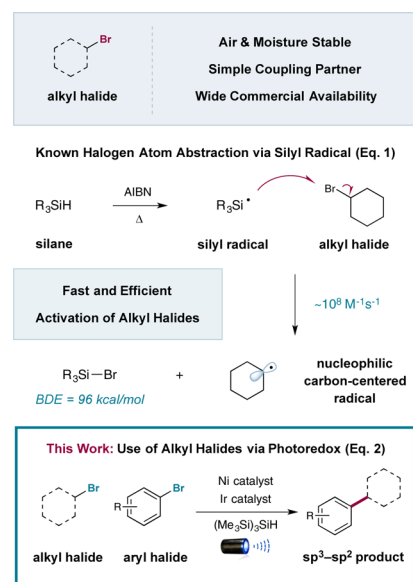 Br
alkyl halide
Air & Moisture Stable
Simple Coupling Partner
Wide Commercial Availability
Known Halogen Atom Abstraction via Silyl Radical (Eq. 1)
R₃SiH
AIBN
Δ
R₃Si•
Br
silane
silyl radical
alkyl halide
Fast and Efficient
Activation of Alkyl Halides
~10⁸ M⁻¹s⁻¹
R₃Si—Br
+
BDE = 96 kcal/mol
nucleophilic
carbon-centered
radical
This Work: Use of Alkyl Halides via Photoredox (Eq. 2)
Br
R
Br
Ni catalyst
Ir catalyst
(Me₃Si)₃SiH
R
alkyl halide
aryl halide
sp³–sp² product